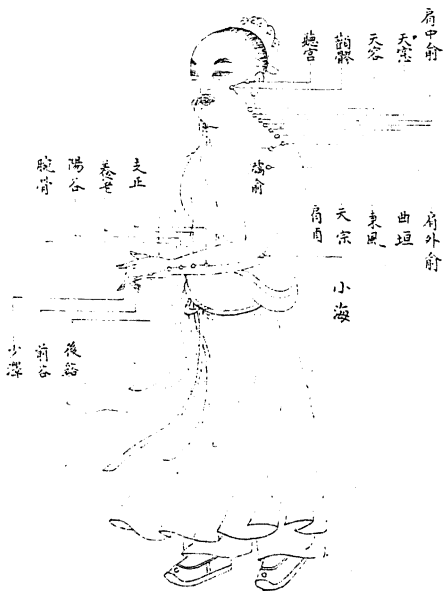 肩中俞
天窓
天容
顴髎
聽宮
臑俞
支正
養老
陽谷
腕骨
肩外俞
曲垣
秉風
天宗
肩貞
小海
後谿
前谷
少澤